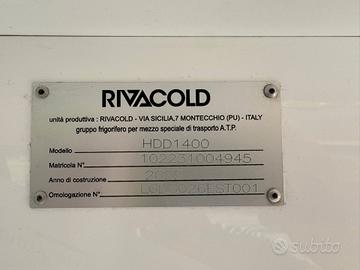 RIVACOLD
unità produttiva : RIVACOLD - VIA SICILIA,7 MONTECCHIO (PU) - ITALY
gruppo frigorifero per mezzo speciale di trasporto A.T.P.
Modello HDD1400
Matricola N° 102231004945
Anno di costruzione
Omologazione N°
subito